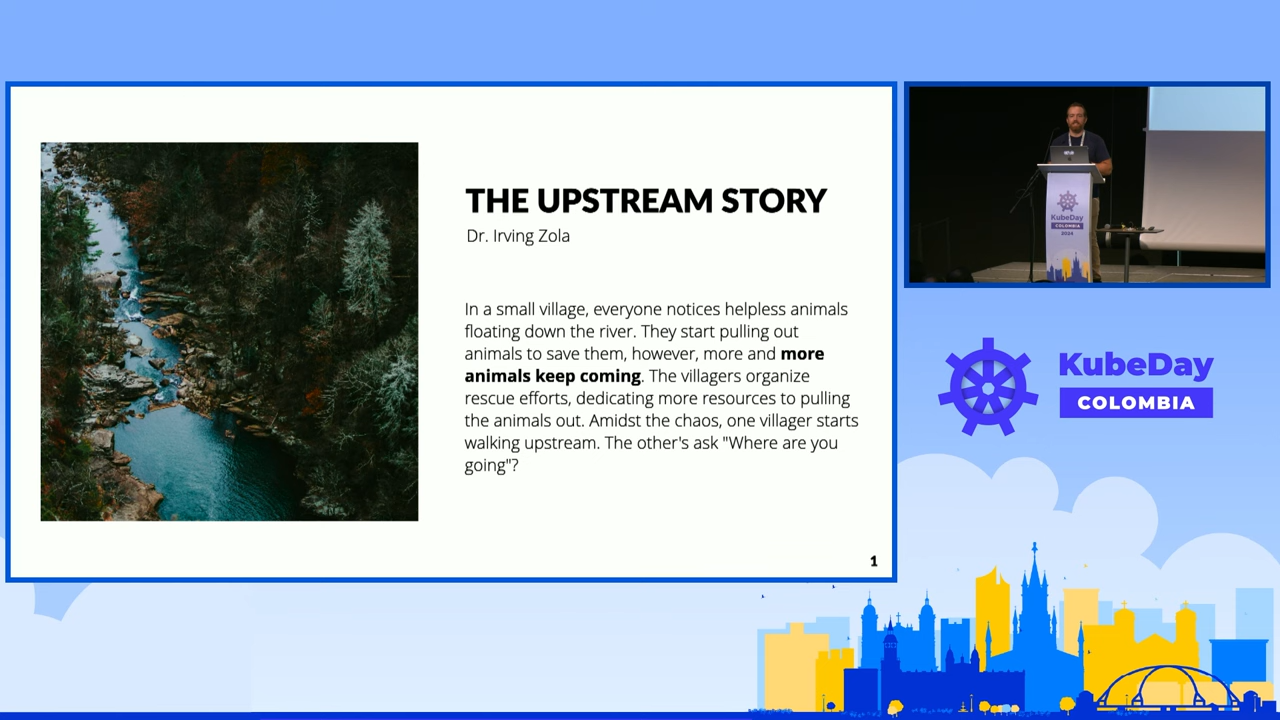 THE UPSTREAM STORY
Dr. Irving Zola
In a small village, everyone notices helpless animals
floating down the river. They start pulling out
animals to save them, however, more and more
animals keep coming. The villagers organize
rescue efforts, dedicating more resources to pulling
the animals out. Amidst the chaos, one villager starts
walking upstream. The other's ask "Where are you
going"?
1
KubeDay
COLOMBIA
2024
KubeDay
COLOMBIA